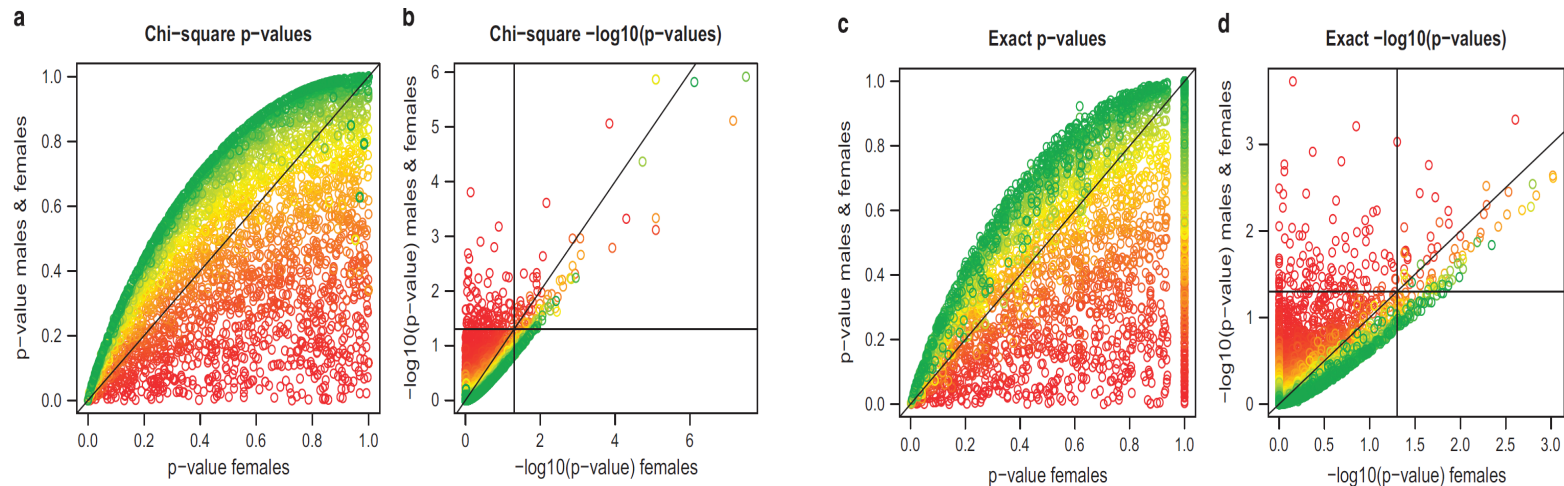 a
Chi−square p−values
p−value males & females
1.0
0.8
0.6
0.4
0.2
0.0
0.0 0.2 0.4 0.6 0.8 1.0
p−value females
b
Chi−square −log10(p−values)
−log10(p−value) males & females
6
5
4
3
2
1
0
0 2 4 6
−log10(p−value) females
c
Exact p−values
p−value males & females
1.0
0.8
0.6
0.4
0.2
0.0
0.0 0.2 0.4 0.6 0.8 1.0
p−value females
d
Exact −log10(p−values)
−log10(p−value) males & females
3
2
1
0
0.0 0.5 1.0 1.5 2.0 2.5 3.0
−log10(p−value) females